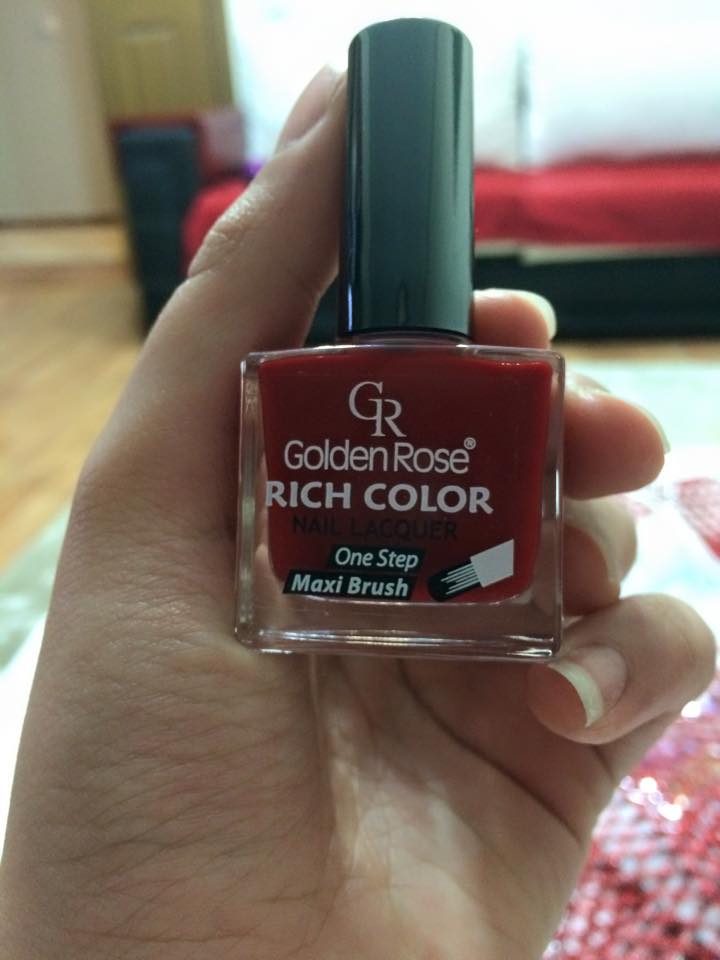 GR
Golden Rose®
RICH COLOR
NAIL LACQUER
One Step
Maxi Brush